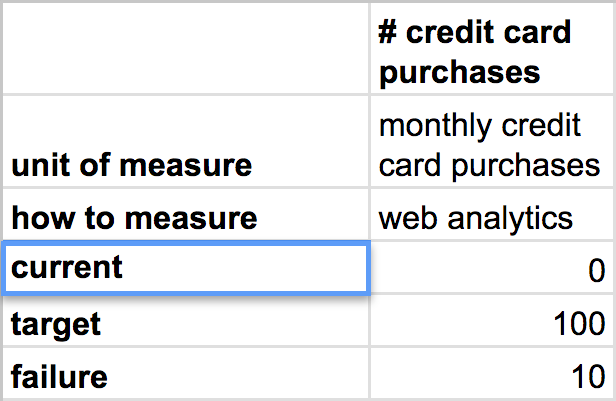 # credit card
purchases
unit of measure
monthly credit
card purchases
how to measure
web analytics
current
0
target
100
failure
10